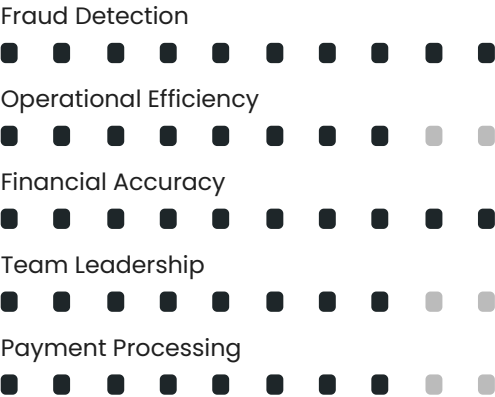 Fraud Detection
Operational Efficiency
Financial Accuracy
Team Leadership
Payment Processing